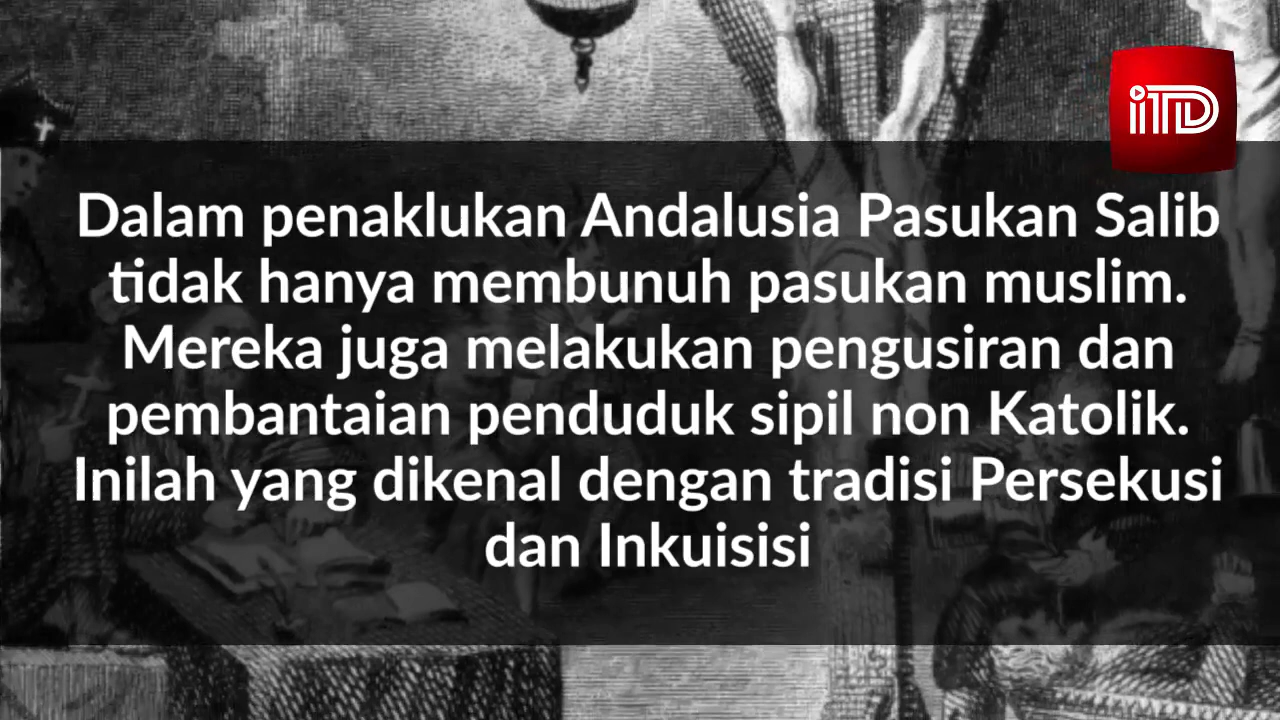 iTD
Dalam penaklukan Andalusia Pasukan Salib
tidak hanya membunuh pasukan muslim.
Mereka juga melakukan pengusiran dan
pembantaian penduduk sipil non Katolik.
Inilah yang dikenal dengan tradisi Persekusi
dan Inkuisisi